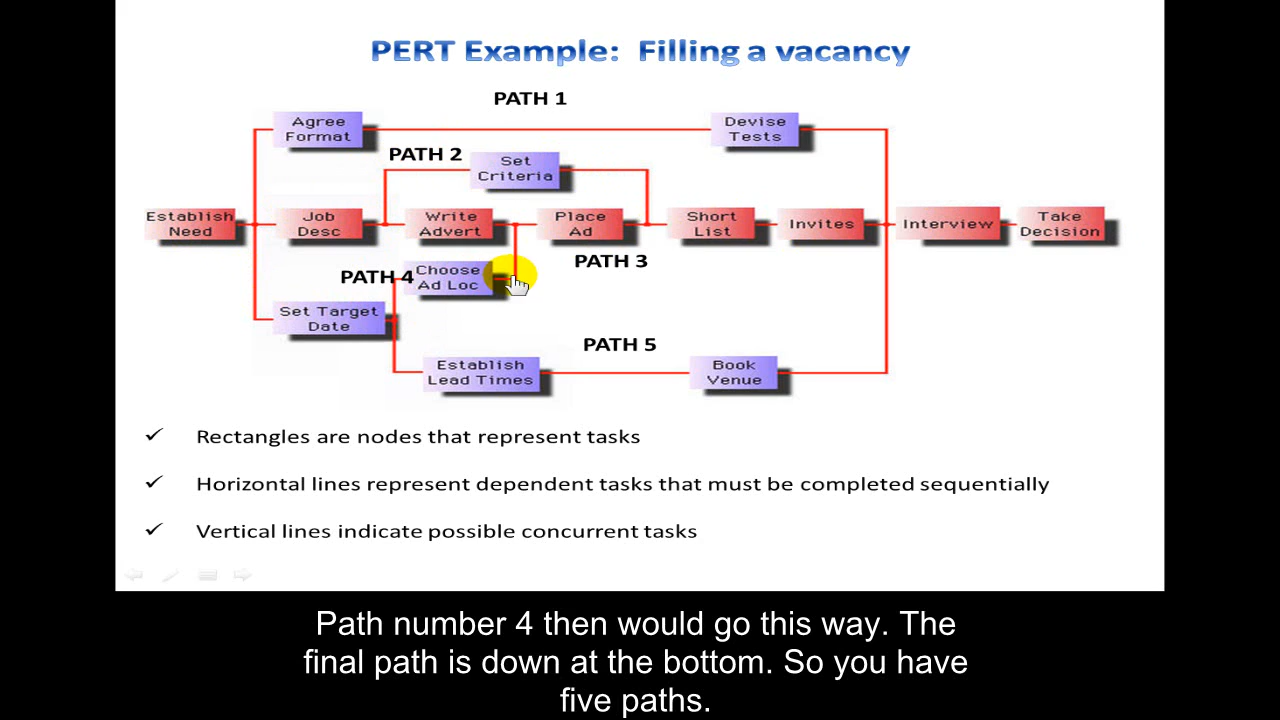 PERT Example: Filling a vacancy
PATH 1
Agree
Format
Devise
Tests
PATH 2
Set
Criteria
Establish
Need
Job
Desc
Write
Advert
Place
Ad
Short
List
Invites
Interview
Take
Decision
PATH 3
PATH 4
Choose
Ad Loc
Set Target
Date
PATH 5
Establish
Lead Times
Book
Venue
✓ Rectangles are nodes that represent tasks
✓ Horizontal lines represent dependent tasks that must be completed sequentially
✓ Vertical lines indicate possible concurrent tasks
Path number 4 then would go this way. The
final path is down at the bottom. So you have
five paths.